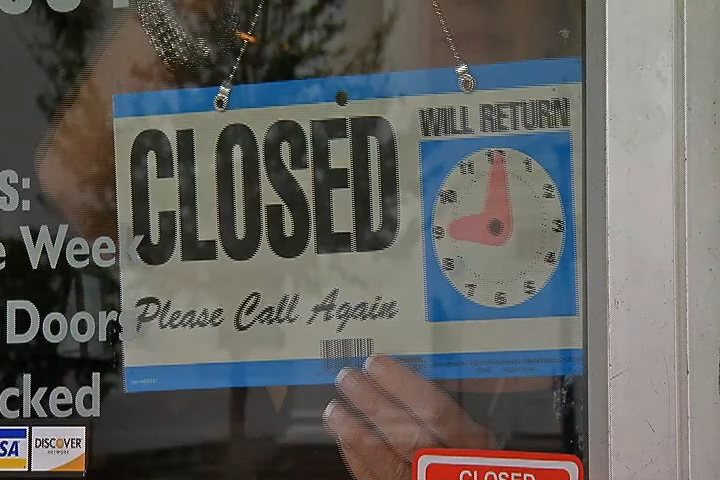 CLOSED
WILL RETURN
Please Call Again
S:
e Week
Doors
cked
SA
DISCOVER
NETWORK
CLOSED